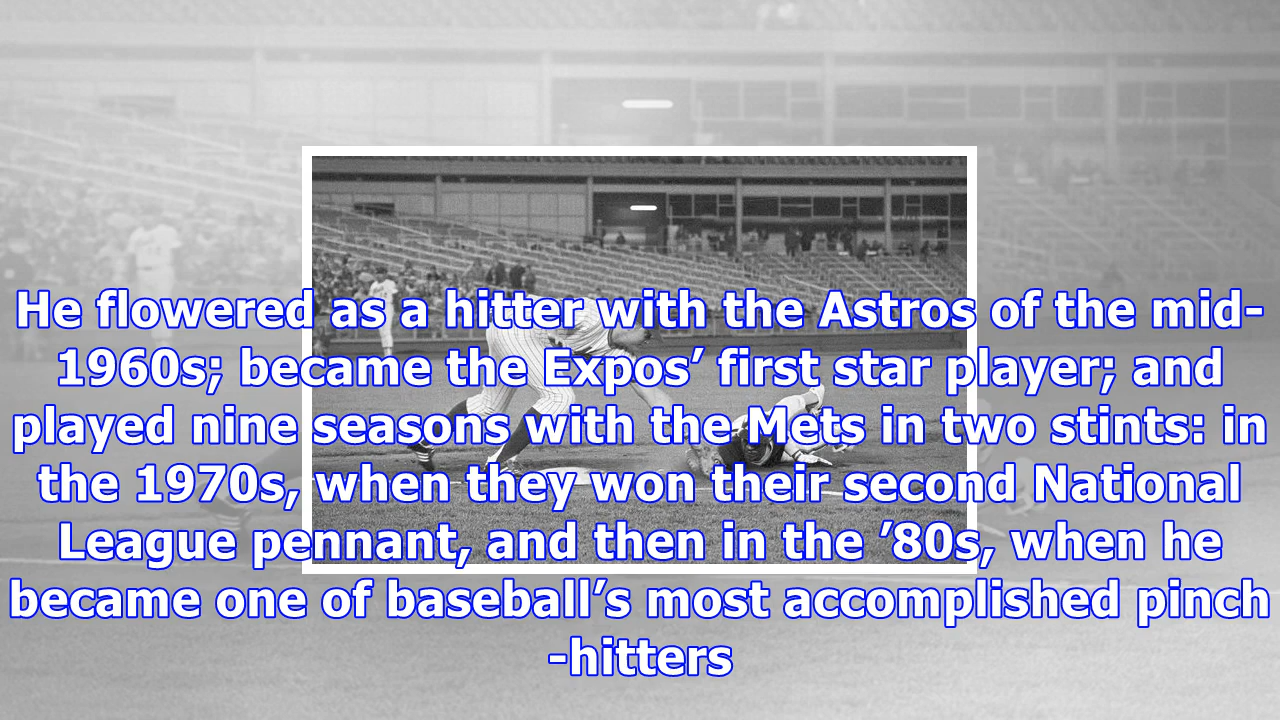 He flowered as a hitter with the Astros of the mid-
1960s; became the Expos’ first star player; and
played nine seasons with the Mets in two stints: in
the 1970s, when they won their second National
League pennant, and then in the ’80s, when he
became one of baseball’s most accomplished pinch
-hitters